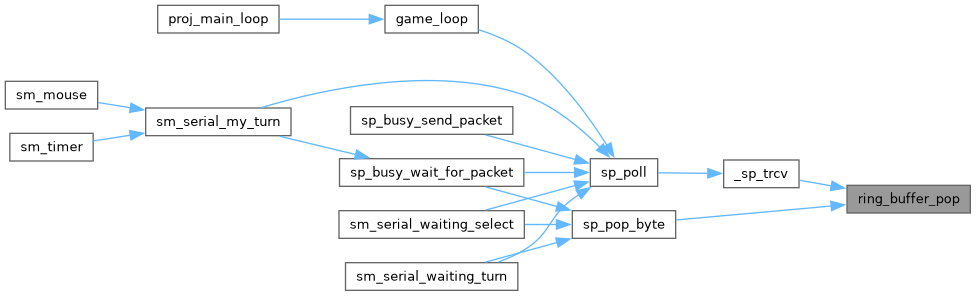 proj_main_loop
game_loop
sm_mouse
sm_serial_my_turn
sp_busy_send_packet
sm_timer
sp_busy_wait_for_packet
sp_poll
_sp_trcv
ring_buffer_pop
sm_serial_waiting_select
sp_pop_byte
sm_serial_waiting_turn